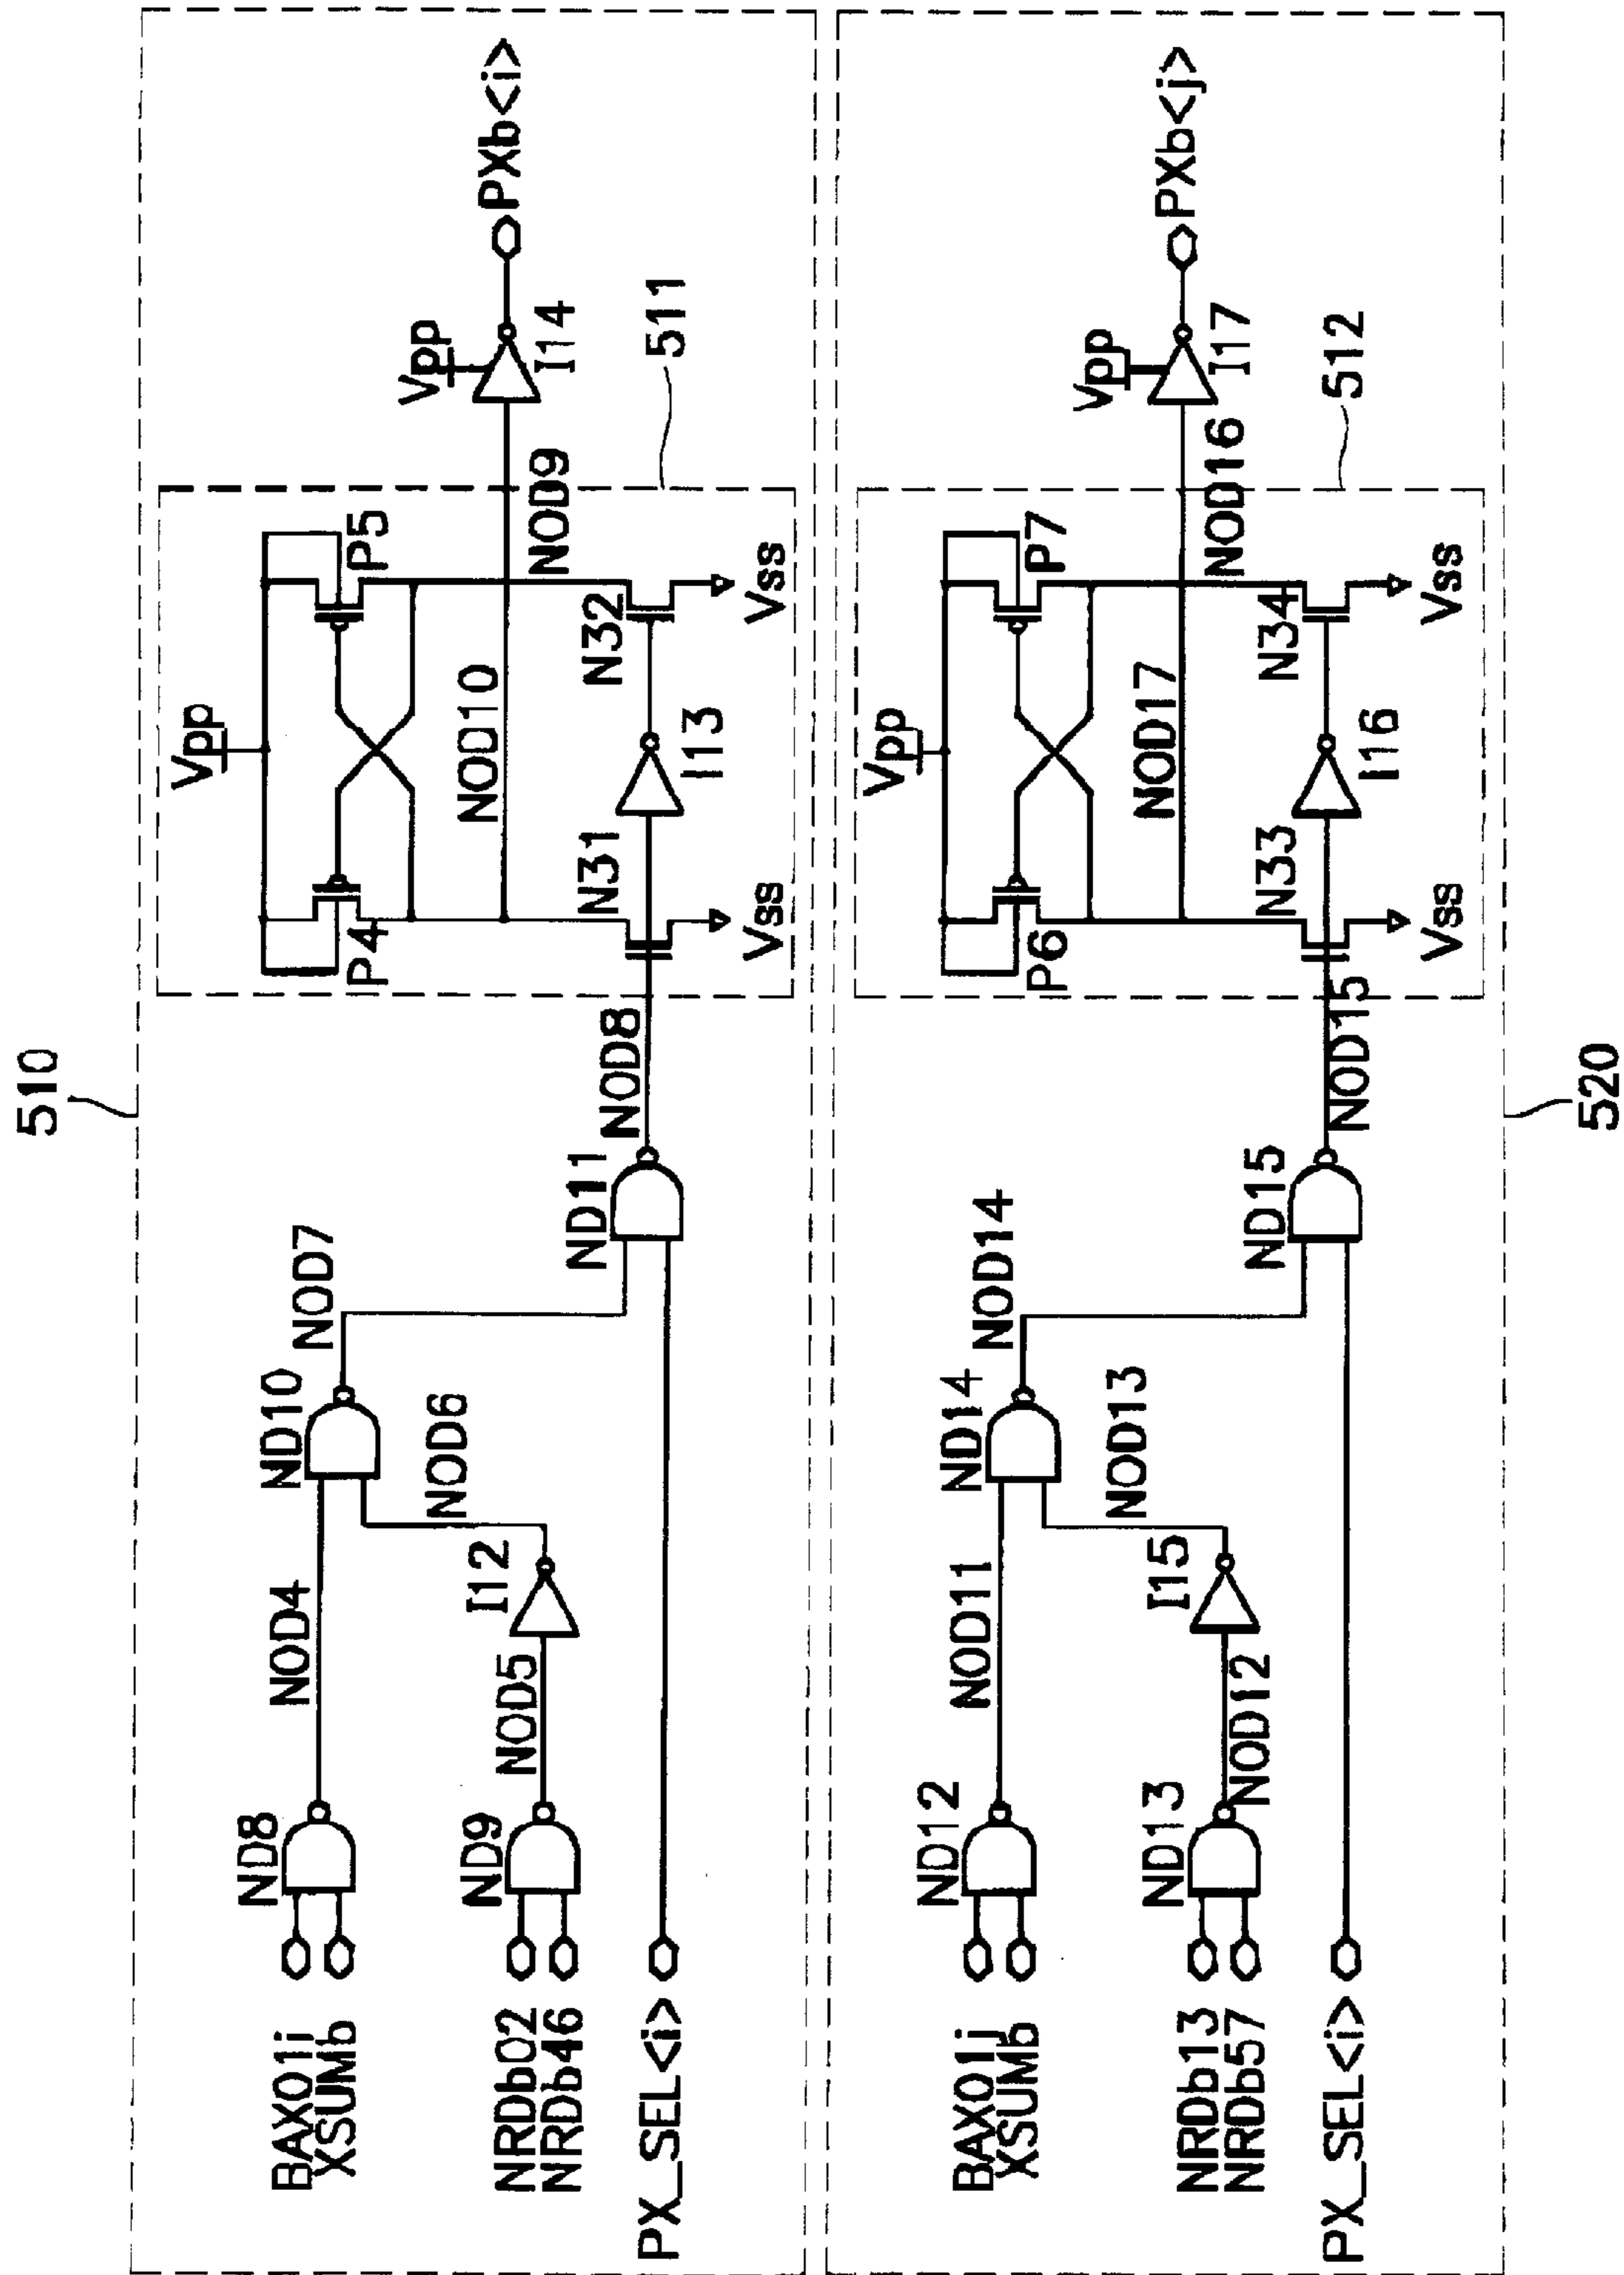 510
BAX01i
XSUMb
ND8
NOD4
NRDb02
NRDb46
ND9
NOD5
I12
NOD6
ND10
NOD7
PX_SEL<i>
ND11
NOD8
Vpp
P4
P5
NOD10
NOD9
N31
I13
N32
Vss
Vss
511
Vpp
I14
PXb<i>
BAX01j
XSUMb
ND12
NOD11
NRDb13
NRDb57
ND13
NOD12
I15
NOD13
ND14
NOD14
PX_SEL<i>
ND15
NOD15
Vpp
P6
P7
NOD17
NOD16
N33
I16
N34
Vss
Vss
512
Vpp
I17
PXb<j>
520